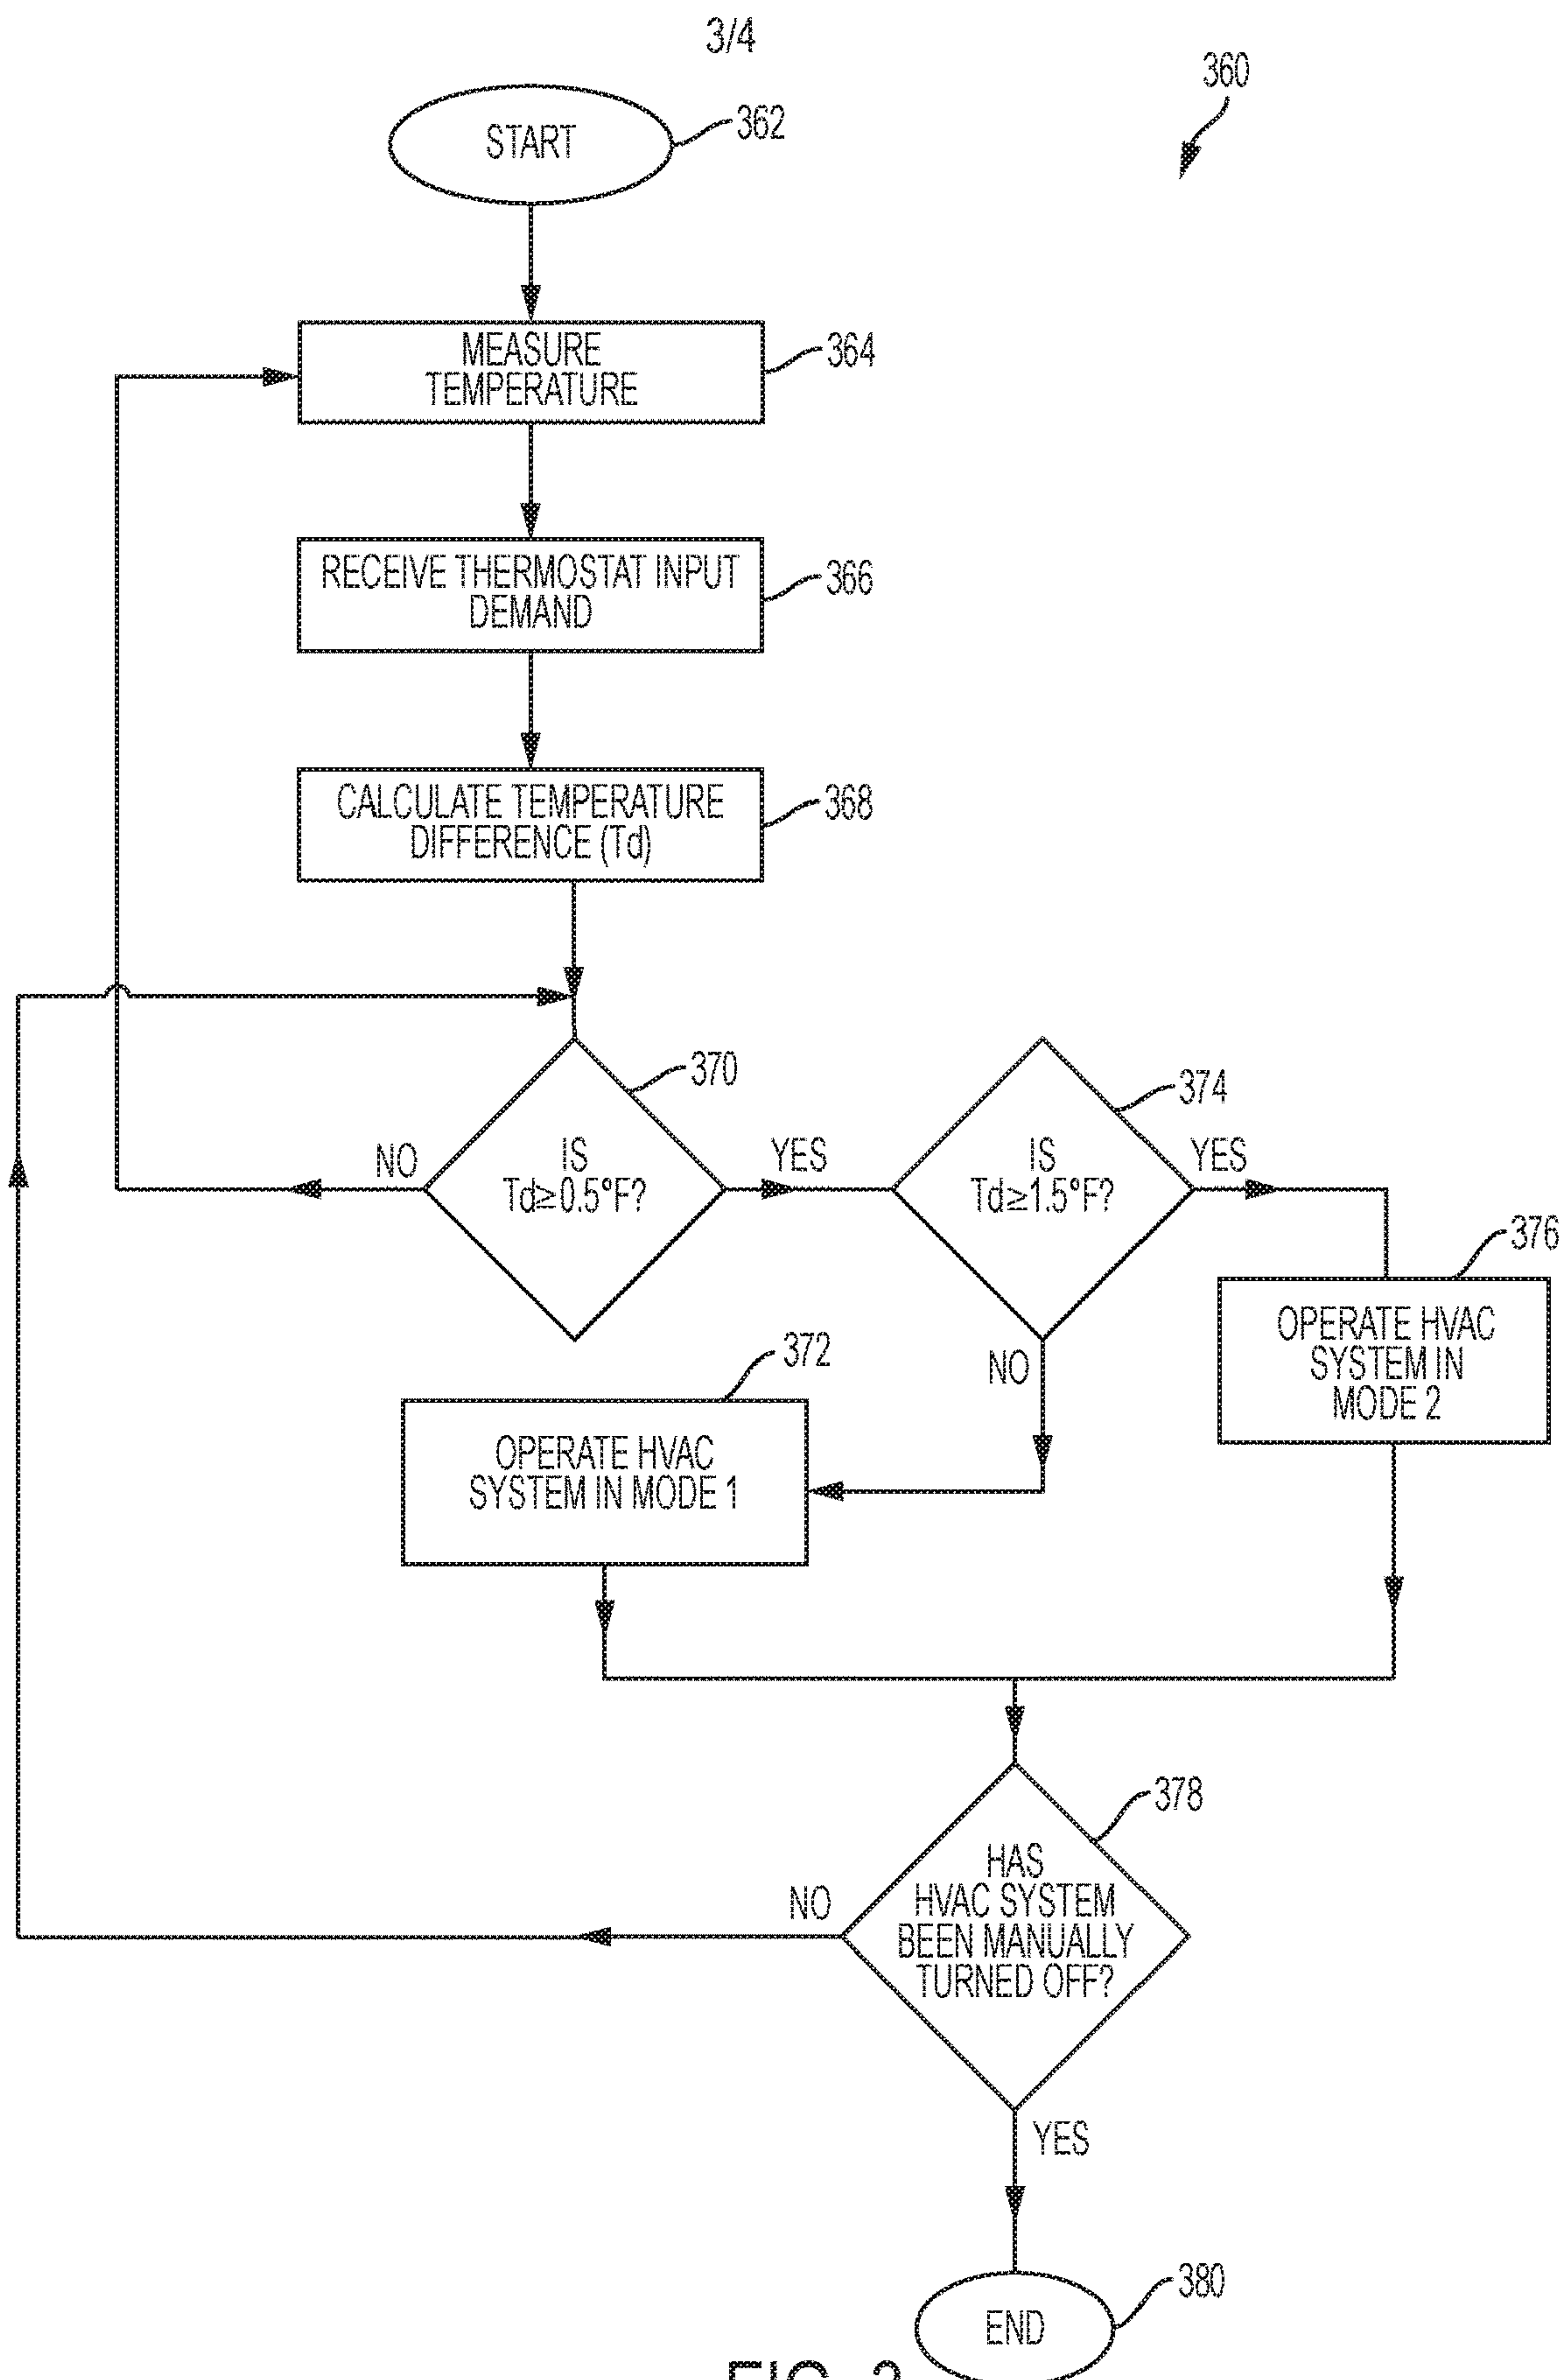 3/4
360
START
362
MEASURE
TEMPERATURE
364
RECEIVE THERMOSTAT INPUT
DEMAND
366
CALCULATE TEMPERATURE
DIFFERENCE (Td)
368
370
374
NO
IS
Td≥0.5°F?
YES
IS
Td≥1.5°F?
YES
376
OPERATE HVAC
SYSTEM IN
MODE 2
NO
372
OPERATE HVAC
SYSTEM IN MODE 1
378
NO
HAS
HVAC SYSTEM
BEEN MANUALLY
TURNED OFF?
YES
380
END